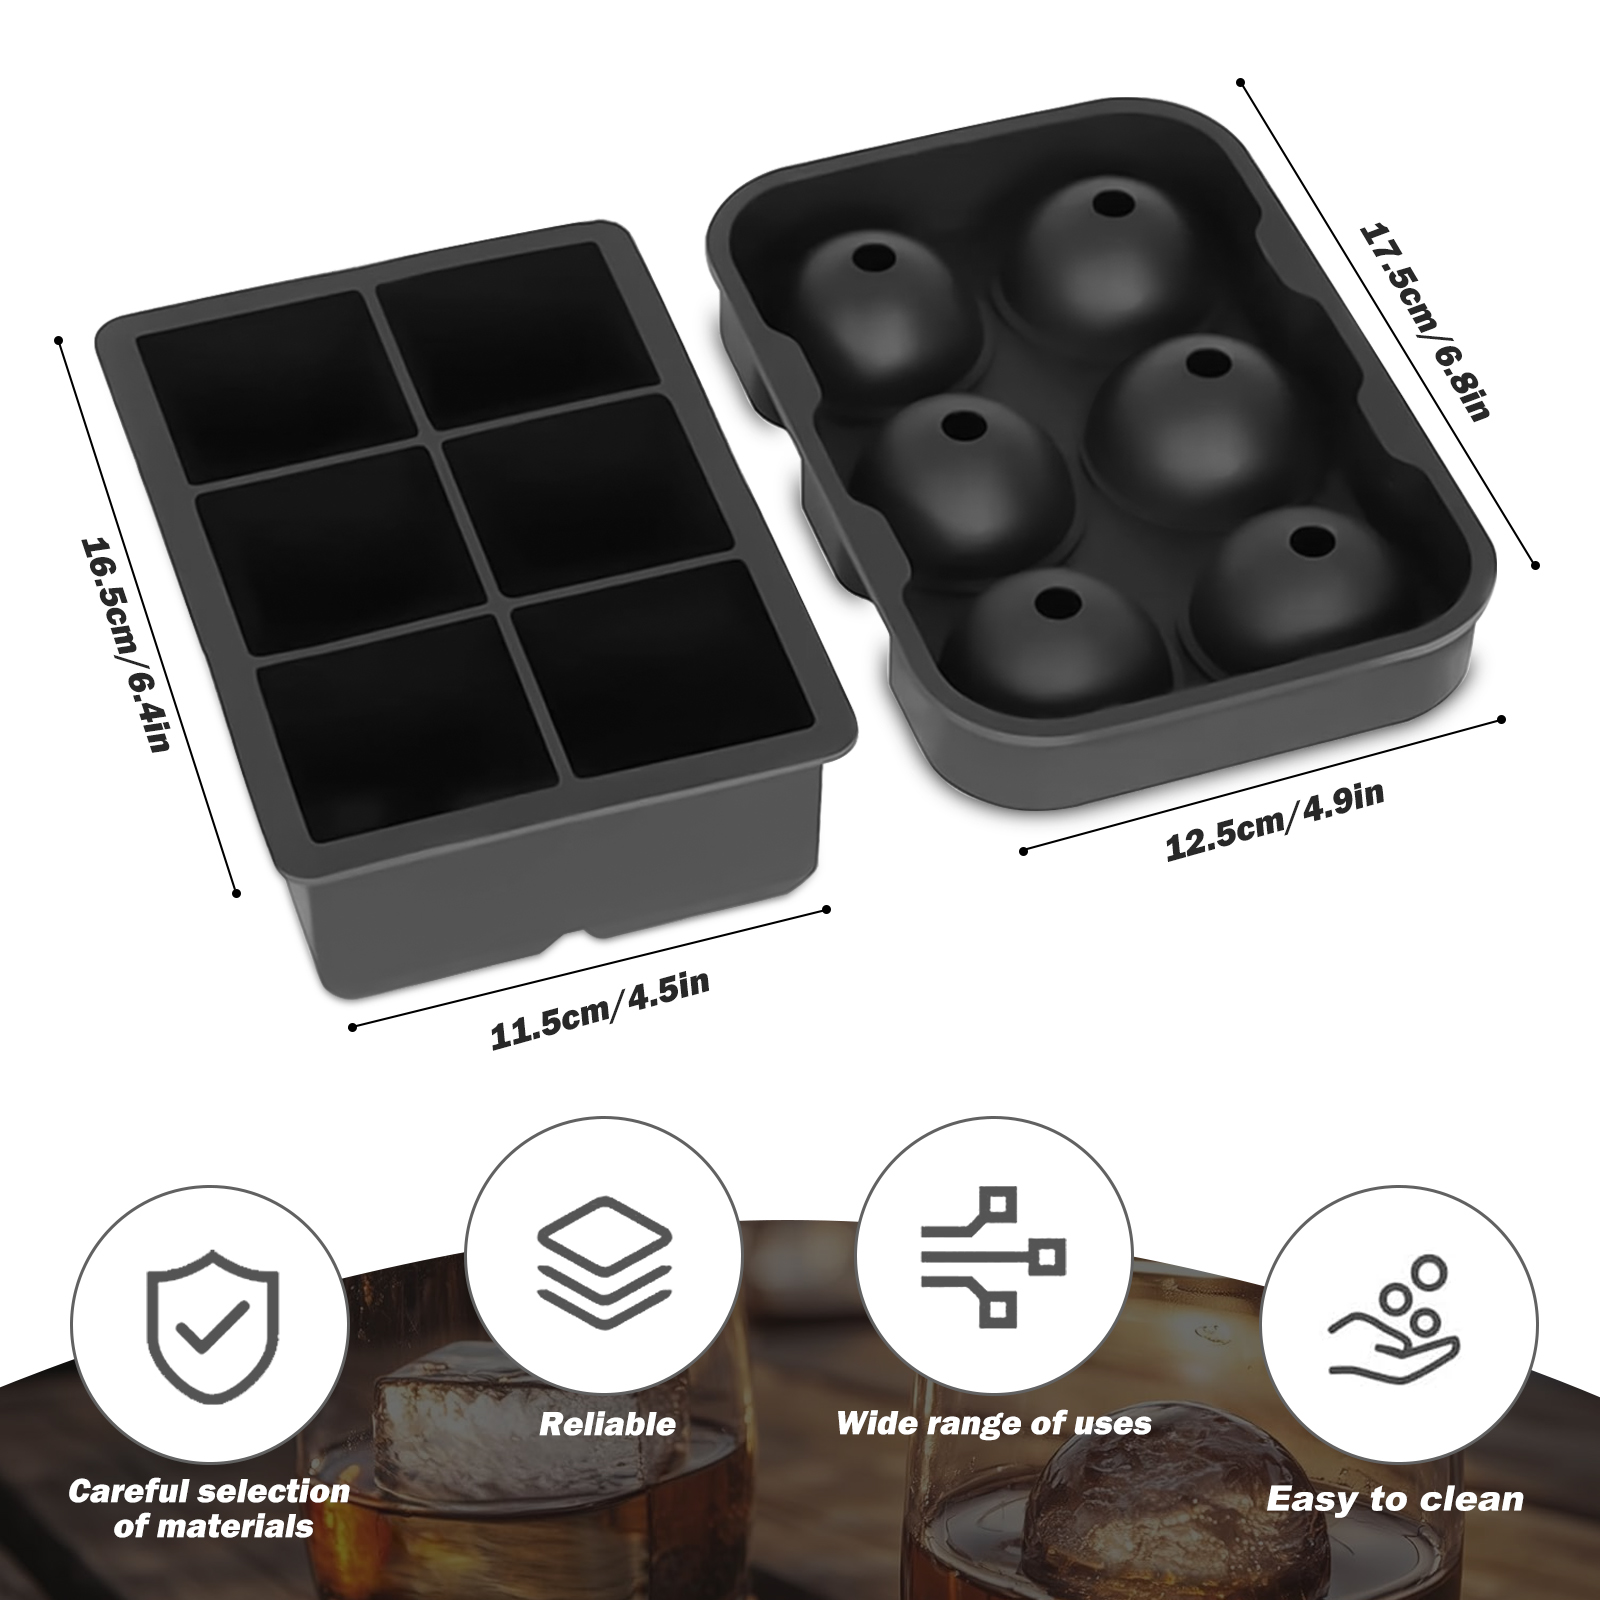 17.5cm/6.8in
16.5cm/6.4in
12.5cm/4.9in
11.5cm/4.5in
Reliable
Wide range of uses
Careful selection
of materials
Easy to clean